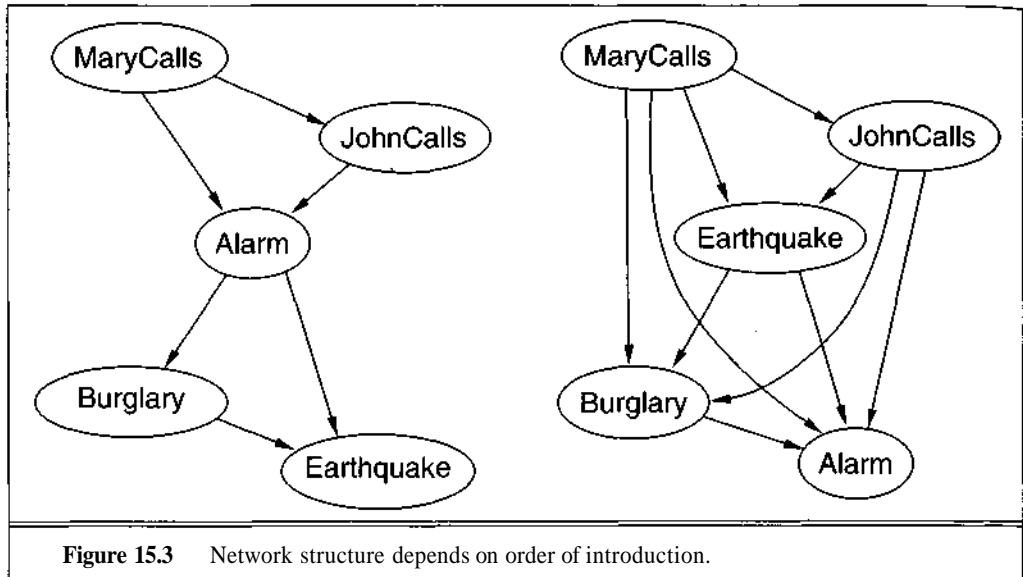 MaryCalls
JohnCalls
Alarm
Burglary
Earthquake
MaryCalls
JohnCalls
Earthquake
Burglary
Alarm
Figure 15.3 Network structure depends on order of introduction.